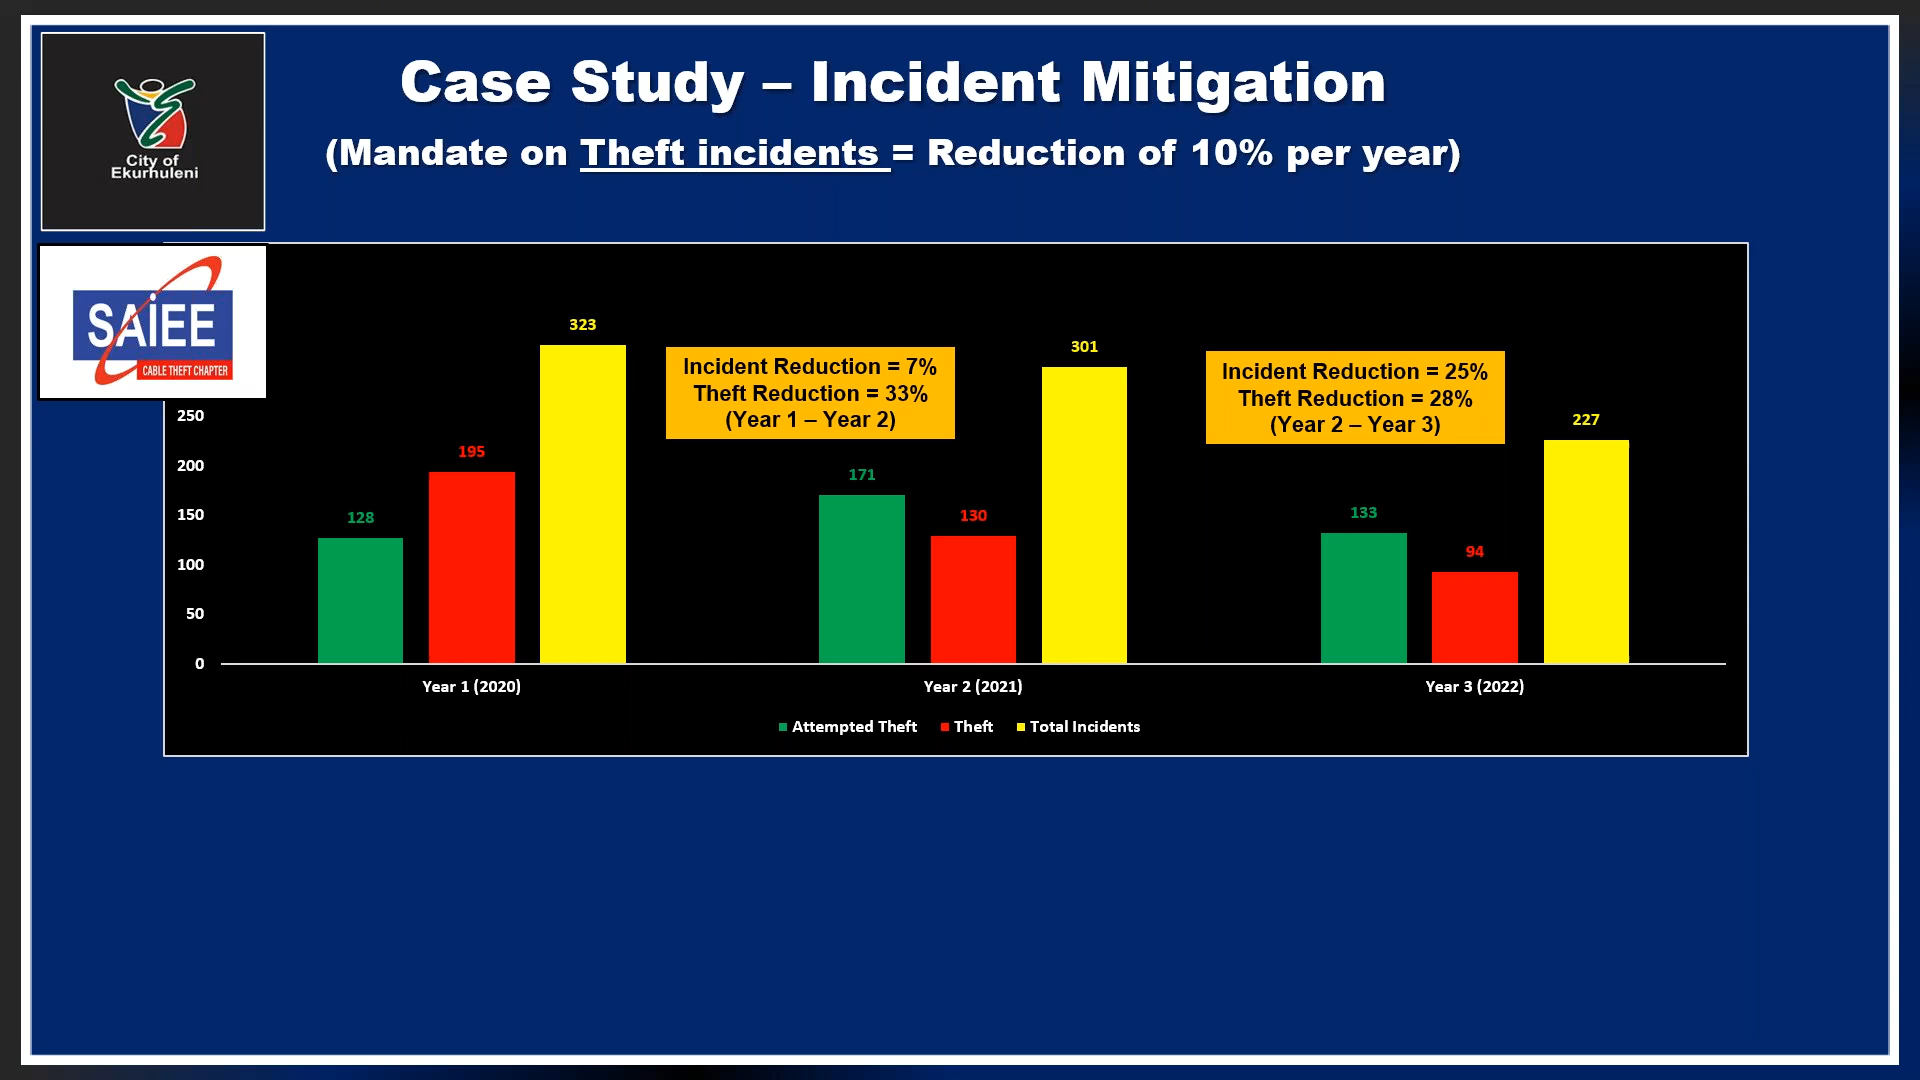 Case Study – Incident Mitigation
(Mandate on Theft incidents = Reduction of 10% per year)
City of
Ekurhuleni
SAIEE
CABLE THEFT CHAPTER
323
Incident Reduction = 7%
Theft Reduction = 33%
(Year 1 – Year 2)
301
Incident Reduction = 25%
Theft Reduction = 28%
(Year 2 – Year 3)
227
250
200
150
100
50
0
195
128
171
130
133
94
Year 1 (2020)
Year 2 (2021)
Year 3 (2022)
Attempted Theft
Theft
Total Incidents